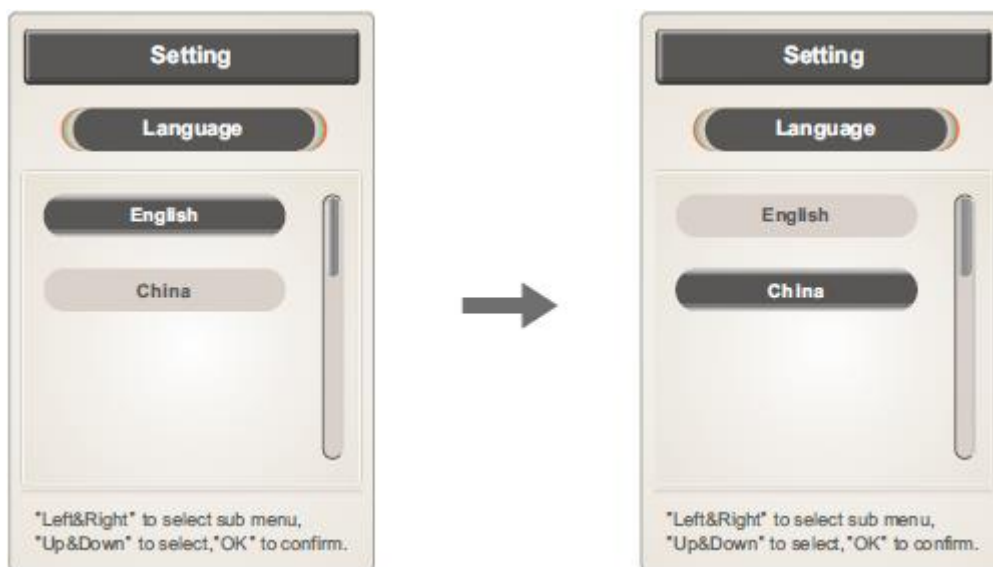 Setting
Language
English
China
"Left&Right" to select sub menu,
"Up&Down" to select,"OK" to confirm.
Setting
Language
English
China
"Left&Right" to select sub menu,
"Up&Down" to select,"OK" to confirm.